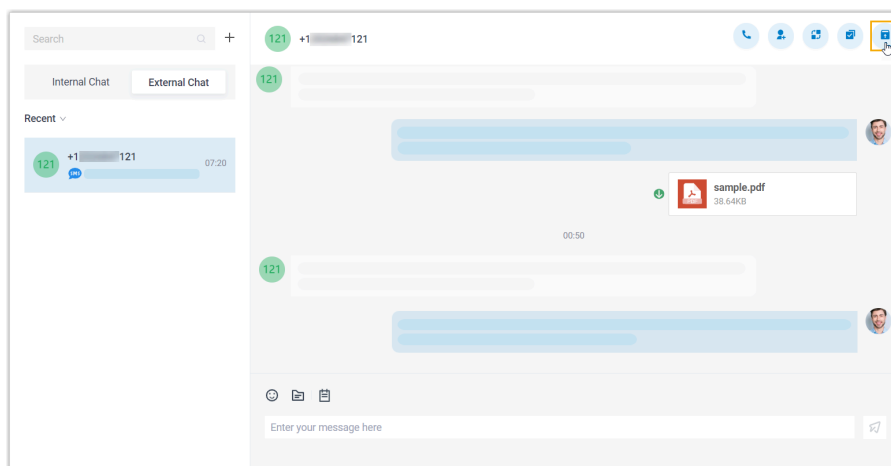 Search
+
Internal Chat
External Chat
Recent
121
+1 121
07:20
121
+1 121
121
sample.pdf
38.64KB
00:50
121
Enter your message here